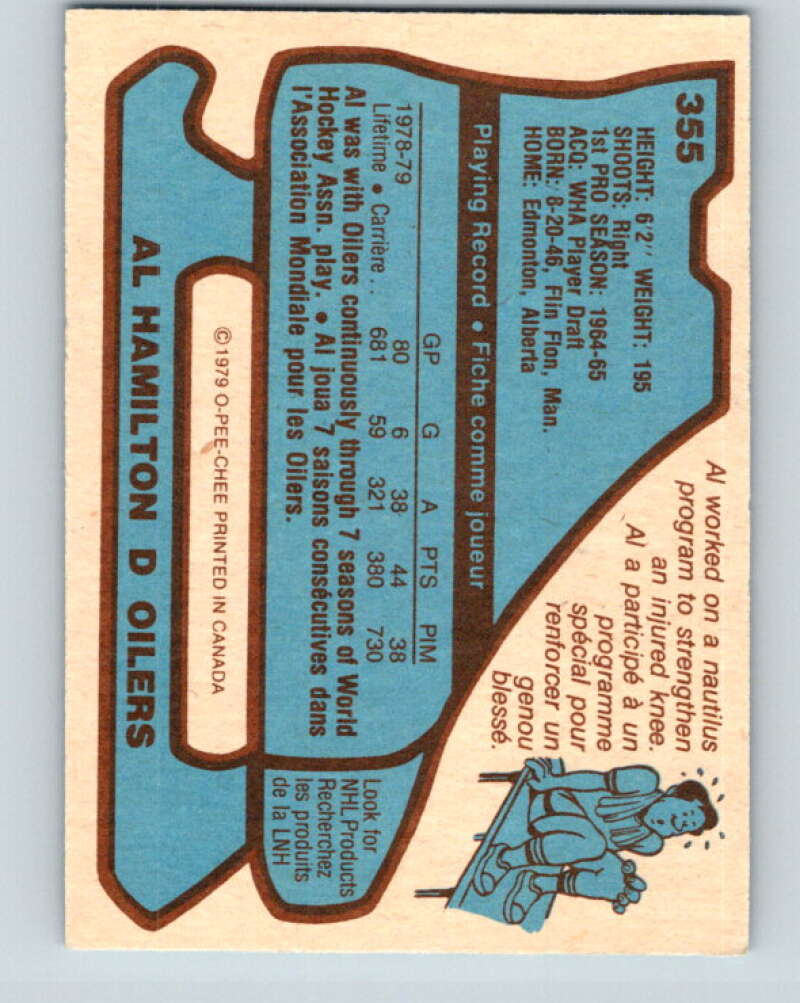 355
HEIGHT: 6'2" WEIGHT: 195
SHOOTS: Right
1st PRO SEASON: 1964-65
ACQ: WHA Player Draft
BORN: 8-20-46, Flin Flon, Man.
HOME: Edmonton, Alberta
Al worked on a nautilus
program to strengthen
an injured knee.
Al a participé à un
programme
spécial pour
renforcer un
genou
blessé.
Playing Record • Fiche comme joueur
GP G A PTS PIM
1978-79 80 6 38 44 38
Lifetime • Carrière .. 681 59 321 380 730
Al was with Oilers continuously through 7 seasons of World
Hockey Assn. play. • Al joua 7 saisons consécutives dans
l'Association Mondiale pour les Oilers.
Look for
NHL Products
Recherchez
les produits
de la LNH
©1979 O-PEE-CHEE PRINTED IN CANADA
AL HAMILTON D OILERS